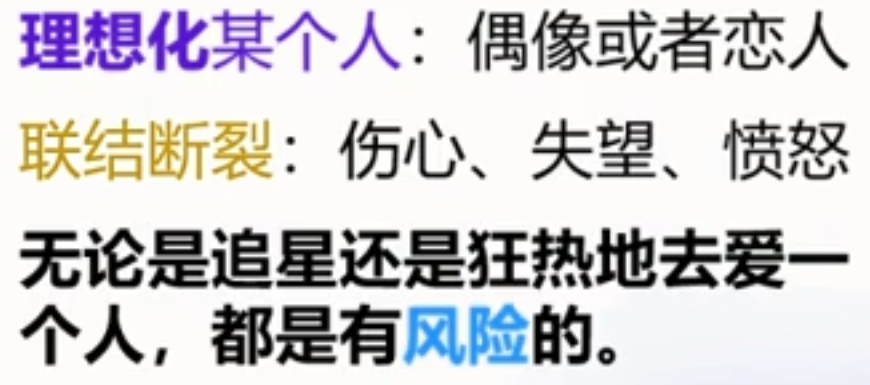 理想化某个人：偶像或者恋人
联结断裂：伤心、失望、愤怒
无论是追星还是狂热地去爱一
个人，都是有风险的。